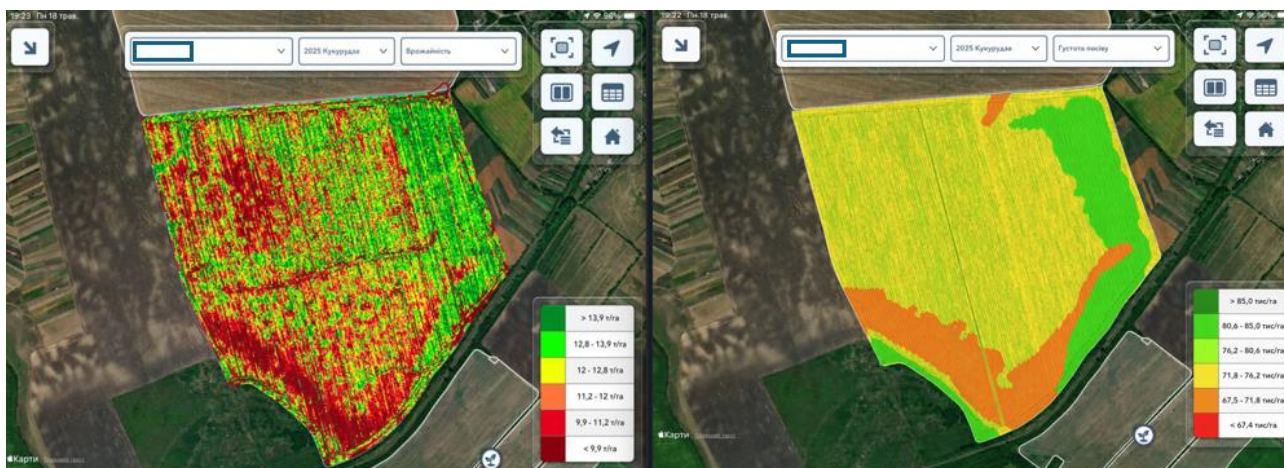 19:23 Пн 18 трав.
96%
2025 Кукурудза
Врожайність
> 13,9 т/га
12,8 - 13,9 т/га
12 - 12,8 т/га
11,2 - 12 т/га
9,9 - 11,2 т/га
< 9,9 т/га
Карти
19:22 Пн 18 трав.
96%
2025 Кукурудза
Густота посіву
> 85,0 тис/га
80,6 - 85,0 тис/га
76,2 - 80,6 тис/га
71,8 - 76,2 тис/га
67,5 - 71,8 тис/га
< 67,4 тис/га
Карти